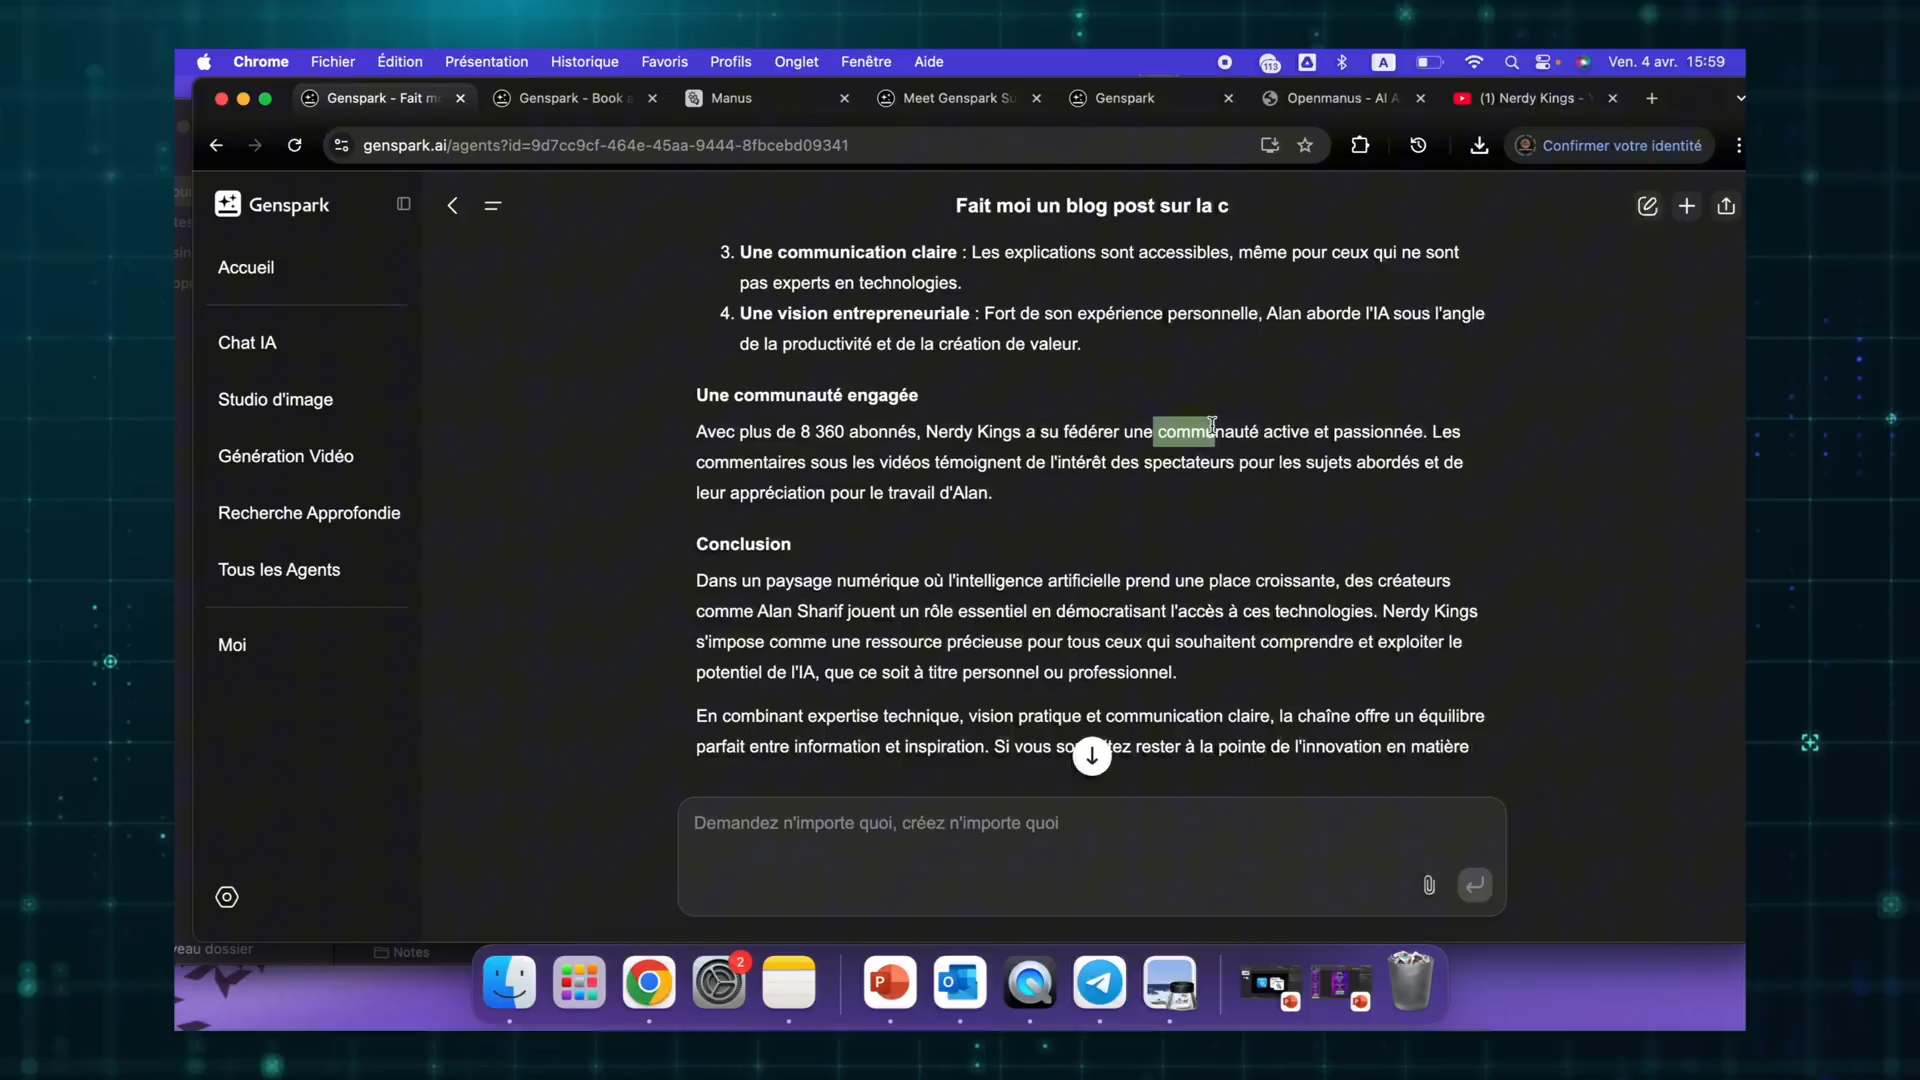 Chrome Fichier Édition Présentation Historique Favoris Profils Onglet Fenêtre Aide 113 A Ven. 4 avr. 15:59
Genspark - Fait m Genspark - Book a Manus Meet Genspark Su Genspark Openmanus - AI A (1) Nerdy Kings -
genspark.ai/agents?id=9d7cc9cf-464e-45aa-9444-8fbcebd09341 Confirmer votre identité
Genspark
Accueil
Chat IA
Studio d'image
Génération Vidéo
Recherche Approfondie
Tous les Agents
Moi
Fait moi un blog post sur la c
3. Une communication claire : Les explications sont accessibles, même pour ceux qui ne sont
pas experts en technologies.
4. Une vision entrepreneuriale : Fort de son expérience personnelle, Alan aborde l'IA sous l'angle
de la productivité et de la création de valeur.
Une communauté engagée
Avec plus de 8 360 abonnés, Nerdy Kings a su fédérer une communauté active et passionnée. Les
commentaires sous les vidéos témoignent de l'intérêt des spectateurs pour les sujets abordés et de
leur appréciation pour le travail d'Alan.
Conclusion
Dans un paysage numérique où l'intelligence artificielle prend une place croissante, des créateurs
comme Alan Sharif jouent un rôle essentiel en démocratisant l'accès à ces technologies. Nerdy Kings
s'impose comme une ressource précieuse pour tous ceux qui souhaitent comprendre et exploiter le
potentiel de l'IA, que ce soit à titre personnel ou professionnel.
En combinant expertise technique, vision pratique et communication claire, la chaîne offre un équilibre
parfait entre information et inspiration. Si vous so tez rester à la pointe de l'innovation en matière
Demandez n'importe quoi, créez n'importe quoi
veau dossier Notes
2